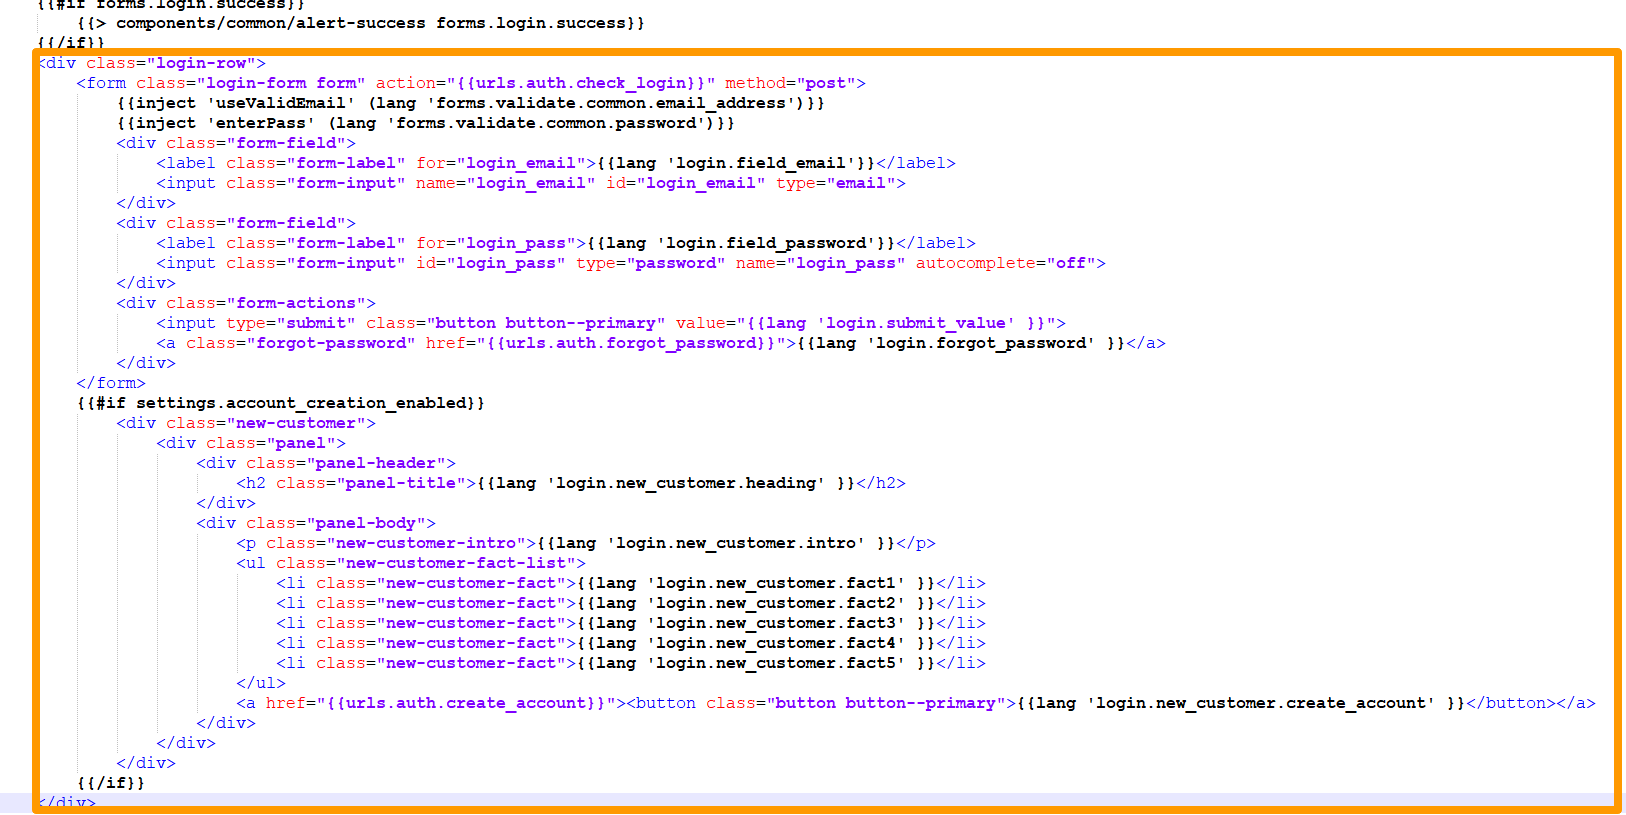 {{#if forms.login.success}}
{{> components/common/alert-success forms.login.success}}
{{/if}}
<div class="login-row">
<form class="login-form form" action="{{urls.auth.check_login}}" method="post">
{{inject 'useValidEmail' (lang 'forms.validate.common.email_address')}}
{{inject 'enterPass' (lang 'forms.validate.common.password')}}
<div class="form-field">
<label class="form-label" for="login_email">{{lang 'login.field_email'}}</label>
<input class="form-input" name="login_email" id="login_email" type="email">
</div>
<div class="form-field">
<label class="form-label" for="login_pass">{{lang 'login.field_password'}}</label>
<input class="form-input" id="login_pass" type="password" name="login_pass" autocomplete="off">
</div>
<div class="form-actions">
<input type="submit" class="button button--primary" value="{{lang 'login.submit_value' }}">
<a class="forgot-password" href="{{urls.auth.forgot_password}}">{{lang 'login.forgot_password' }}</a>
</div>
</form>
{{#if settings.account_creation_enabled}}
<div class="new-customer">
<div class="panel">
<div class="panel-header">
<h2 class="panel-title">{{lang 'login.new_customer.heading' }}</h2>
</div>
<div class="panel-body">
<p class="new-customer-intro">{{lang 'login.new_customer.intro' }}</p>
<ul class="new-customer-fact-list">
<li class="new-customer-fact">{{lang 'login.new_customer.fact1' }}</li>
<li class="new-customer-fact">{{lang 'login.new_customer.fact2' }}</li>
<li class="new-customer-fact">{{lang 'login.new_customer.fact3' }}</li>
<li class="new-customer-fact">{{lang 'login.new_customer.fact4' }}</li>
<li class="new-customer-fact">{{lang 'login.new_customer.fact5' }}</li>
</ul>
<a href="{{urls.auth.create_account}}"><button class="button button--primary">{{lang 'login.new_customer.create_account' }}</button></a>
</div>
</div>
</div>
{{/if}}
</div>